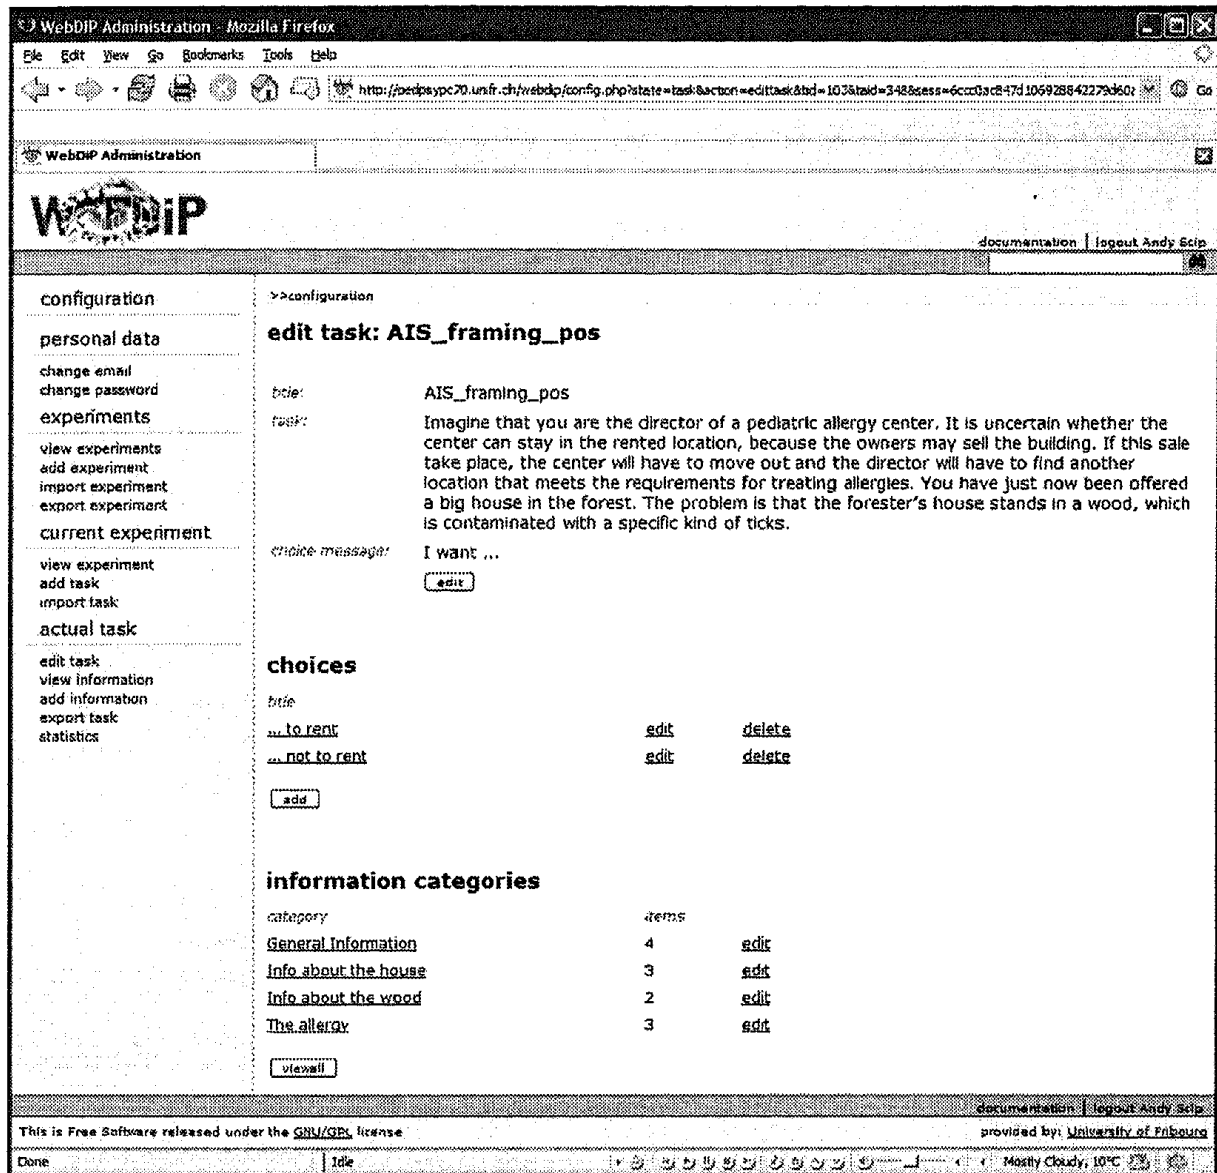 WebDiP Administration - Mozilla Firefox
File Edit View Go Bookmarks Tools Help
Go
WebDiP Administration
WEBDiP
documentation | logout Andy Scip
configuration
personal data
change email
change password
experiments
view experiments
add experiment
import experiment
export experiment
current experiment
view experiment
add task
import task
actual task
edit task
view information
add information
export task
statistics
>>configuration
edit task: AIS_framing_pos
title: AIS_framing_pos
task: Imagine that you are the director of a pediatric allergy center. It is uncertain whether the
center can stay in the rented location, because the owners may sell the building. If this sale
take place, the center will have to move out and the director will have to find another
location that meets the requirements for treating allergies. You have just now been offered
a big house in the forest. The problem is that the forester's house stands in a wood, which
is contaminated with a specific kind of ticks.
choice message: I want ...
edit
choices
title
... to rent edit delete
... not to rent edit delete
add
information categories
category items
General Information 4 edit
Info about the house 3 edit
Info about the wood 2 edit
The allergy 3 edit
viewall
documentation | logout Andy Scip
This is Free Software released under the GNU/GPL license provided by: University of Fribourg
Done Idle Mostly Cloudy, 10°C